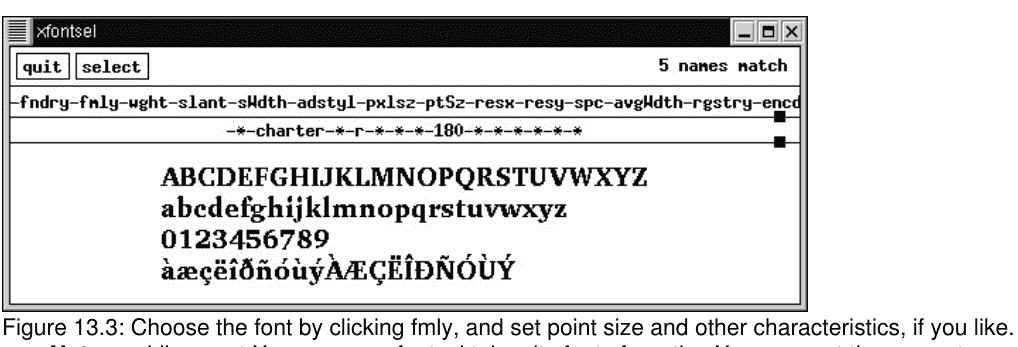 xfontsel
quit select 5 names match
-fndry-fmly-wght-slant-sWdth-adstyl-pxlsz-ptSz-resx-resy-spc-avgWdth-rgstry-encd
-*-charter-*-r-*-*-*-180-*-*-*-*-*-*
ABCDEFGHIJKLMNOPQRSTUVWXYZ
abcdefghijklmnopqrstuvwxyz
0123456789
àæçëîðñóùýÀÆÇËÎÐÑÓÙÝ
Figure 13.3: Choose the font by clicking fmly, and set point size and other characteristics, if you like.